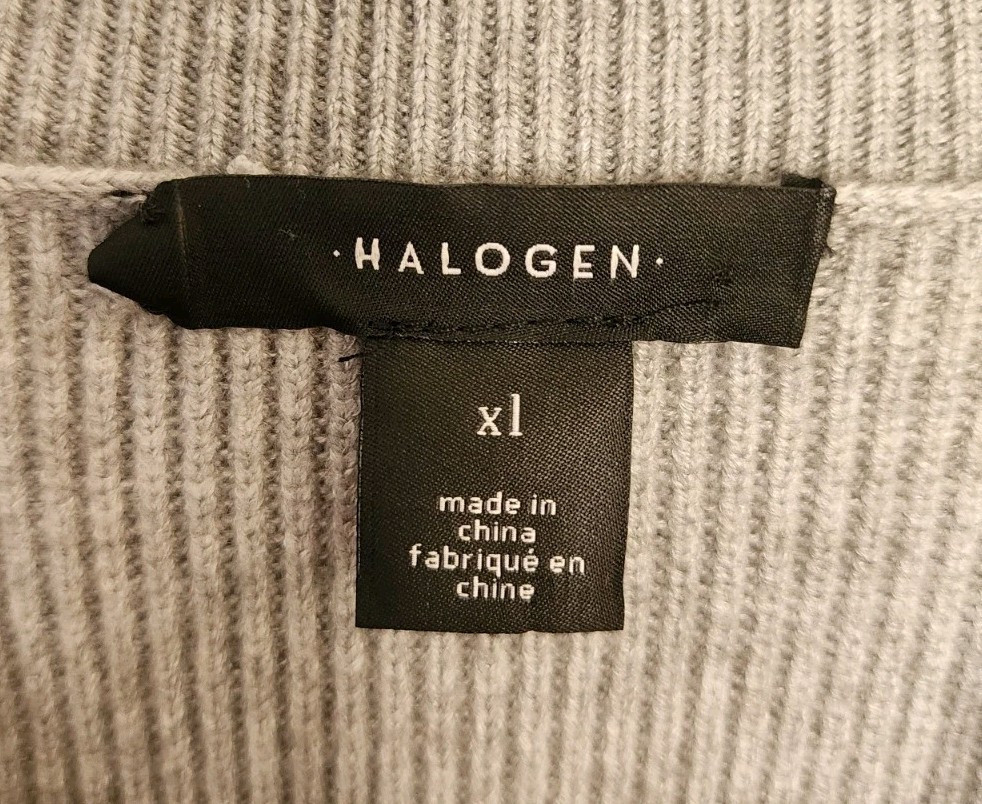 ·HALOGEN·
xl
made in
china
fabriqué en
chine